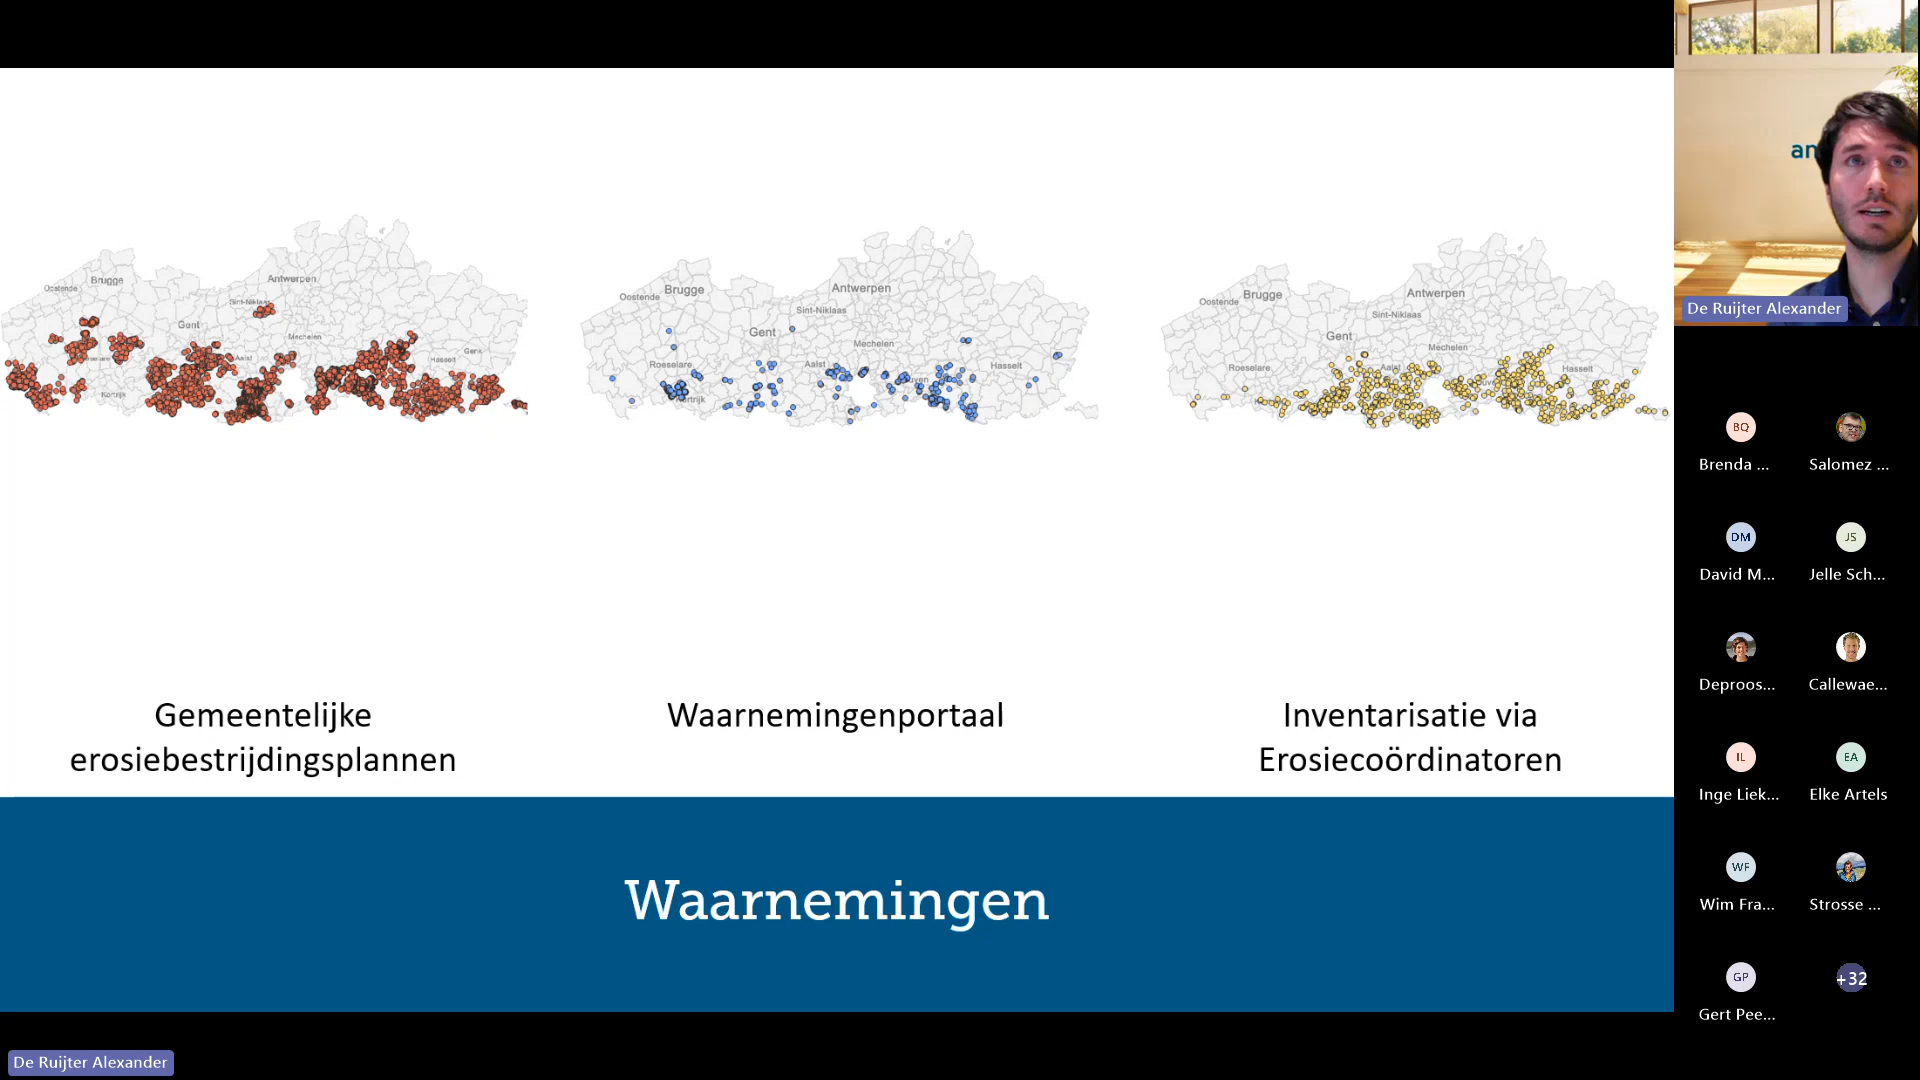 an
De Ruijter Alexander
Brugge
Oostende
Antwerpen
Sint-Niklaas
Gent
Mechelen
Aalst
Hasselt
Genk
Kortrijk
Brugge
Oostende
Antwerpen
Sint-Niklaas
Gent
Mechelen
Roeselare
Aalst
Hasselt
Brugge
Oostende
Antwerpen
Sint-Niklaas
Gent
Mechelen
Roeselare
Hasselt
Gemeentelijke
erosiebestrijdingsplannen
Waarnemingenportaal
Inventarisatie via
Erosiecoördinatoren
Waarnemingen
BQ
Brenda ...
Salomez ...
DM
David M...
JS
Jelle Sch...
Deproos...
Callewae...
IL
Inge Liek...
EA
Elke Artels
WF
Wim Fra...
Strosse ...
GP
Gert Pee...
+32
De Ruijter Alexander